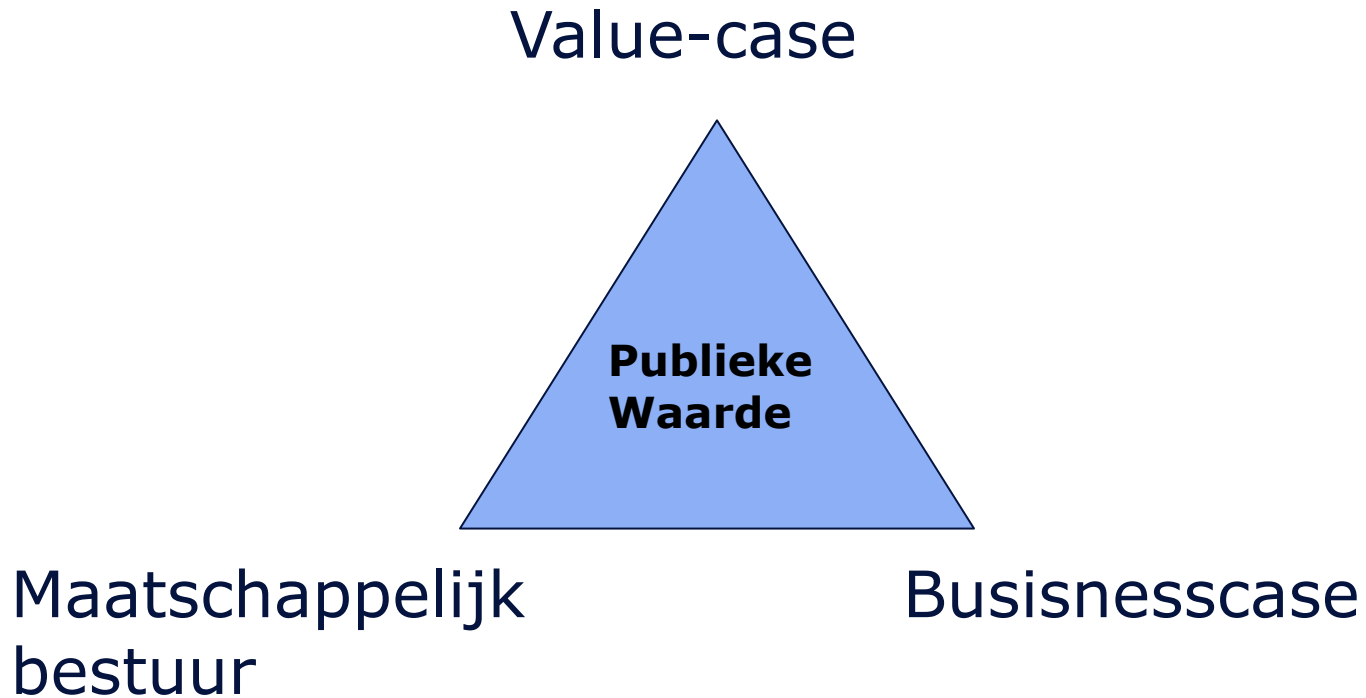 Value-case
Publieke
Waarde
Maatschappelijk
bestuur
Busisnesscase